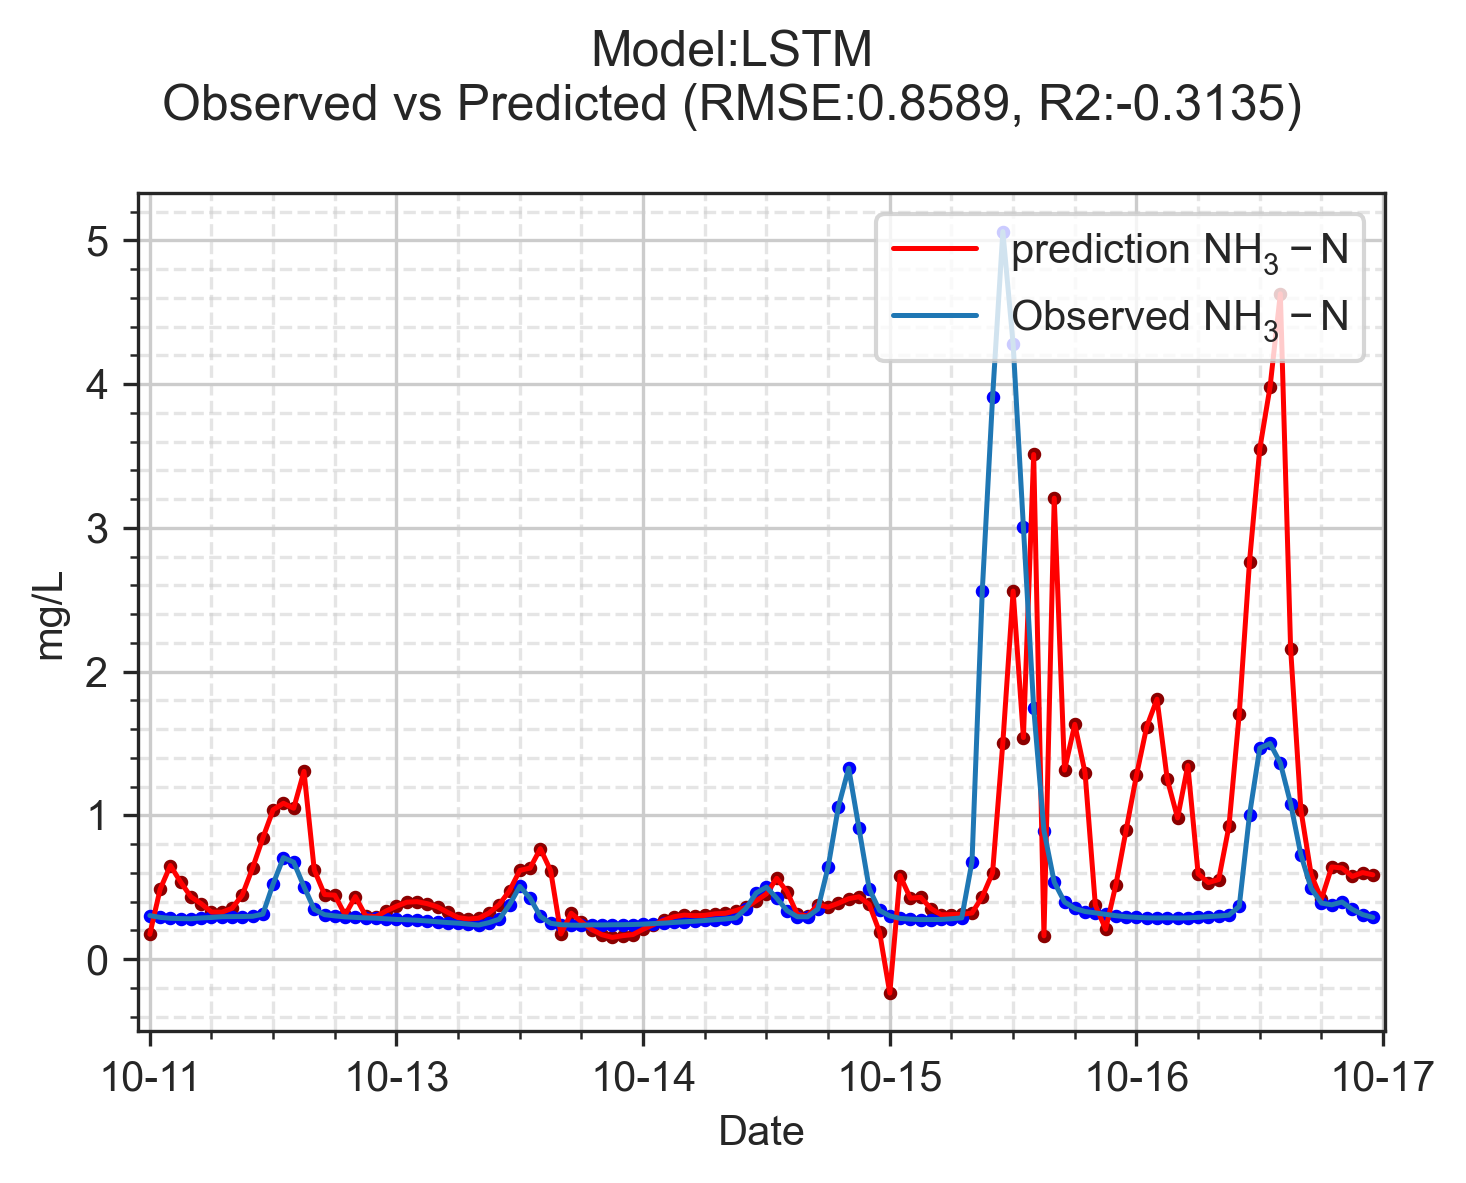 Model:LSTM
Observed vs Predicted (RMSE:0.8589, R2:-0.3135)
prediction NH₃ − N
Observed NH₃ − N
5
4
3
2
1
0
mg/L
10-11 10-13 10-14 10-15 10-16 10-17
Date